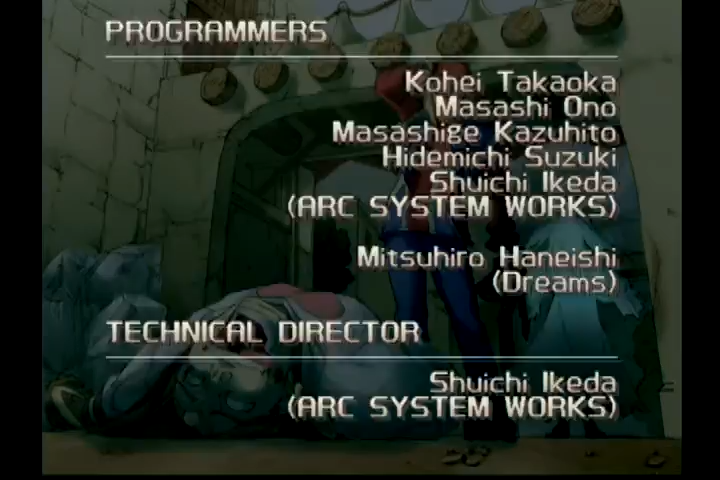 PROGRAMMERS
Kohei Takaoka
Masashi Ono
Masashige Kazuhito
Hidemichi Suzuki
Shuichi Ikeda
(ARC SYSTEM WORKS)
Mitsuhiro Haneishi
(Dreams)
TECHNICAL DIRECTOR
Shuichi Ikeda
(ARC SYSTEM WORKS)